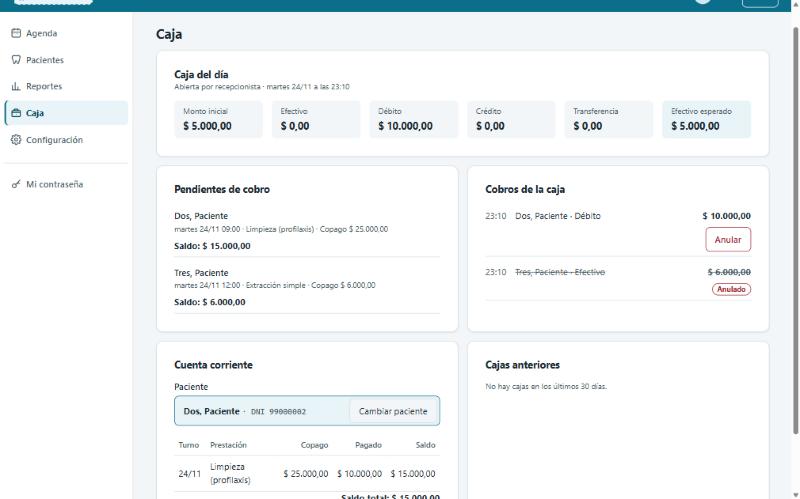 Agenda
Pacientes
Reportes
Caja
Configuración
Mi contraseña
Caja
Caja del día
Abierta por recepcionista · martes 24/11 a las 23:10
Monto inicial
$ 5.000,00
Efectivo
$ 0,00
Débito
$ 10.000,00
Crédito
$ 0,00
Transferencia
$ 0,00
Efectivo esperado
$ 5.000,00
Pendientes de cobro
Dos, Paciente
martes 24/11 09:00 · Limpieza (profilaxis) · Copago $ 25.000,00
Saldo: $ 15.000,00
Tres, Paciente
martes 24/11 12:00 · Extracción simple · Copago $ 6.000,00
Saldo: $ 6.000,00
Cobros de la caja
23:10 Dos, Paciente · Débito $ 10.000,00
Anular
23:10 Tres, Paciente · Efectivo $ 6.000,00
Anulado
Cuenta corriente
Paciente
Dos, Paciente · DNI 99000002 Cambiar paciente
Turno Prestación Copago Pagado Saldo
24/11 Limpieza (profilaxis) $ 25.000,00 $ 10.000,00 $ 15.000,00
Saldo total: $ 15.000,00
Cajas anteriores
No hay cajas en los últimos 30 días.